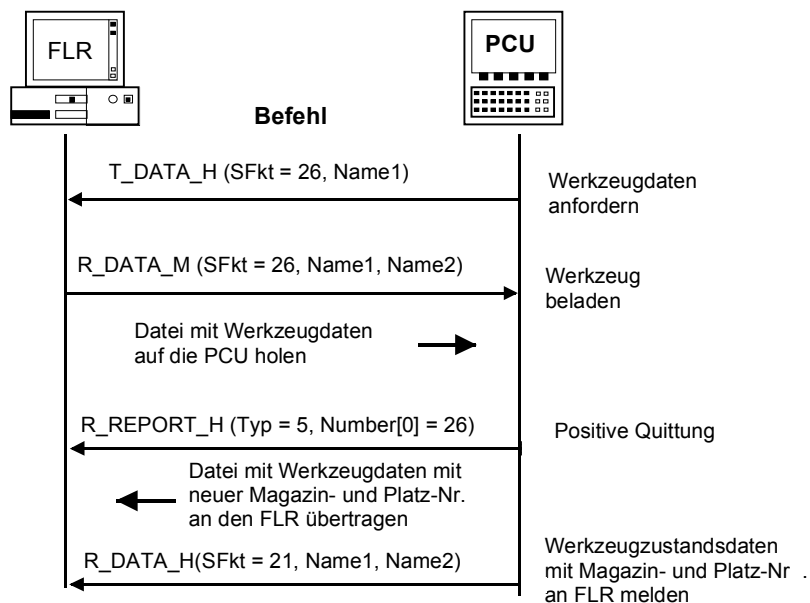 FLR
PCU
Befehl
T_DATA_H (SFkt = 26, Name1)
Werkzeugdaten
anfordern
R_DATA_M (SFkt = 26, Name1, Name2)
Werkzeug
beladen
Datei mit Werkzeugdaten
auf die PCU holen
R_REPORT_H (Typ = 5, Number[0] = 26)
Positive Quittung
Datei mit Werkzeugdaten mit
neuer Magazin- und Platz-Nr.
an den FLR übertragen
R_DATA_H(SFkt = 21, Name1, Name2)
Werkzeugzustandsdaten
mit Magazin- und Platz-Nr .
an FLR melden